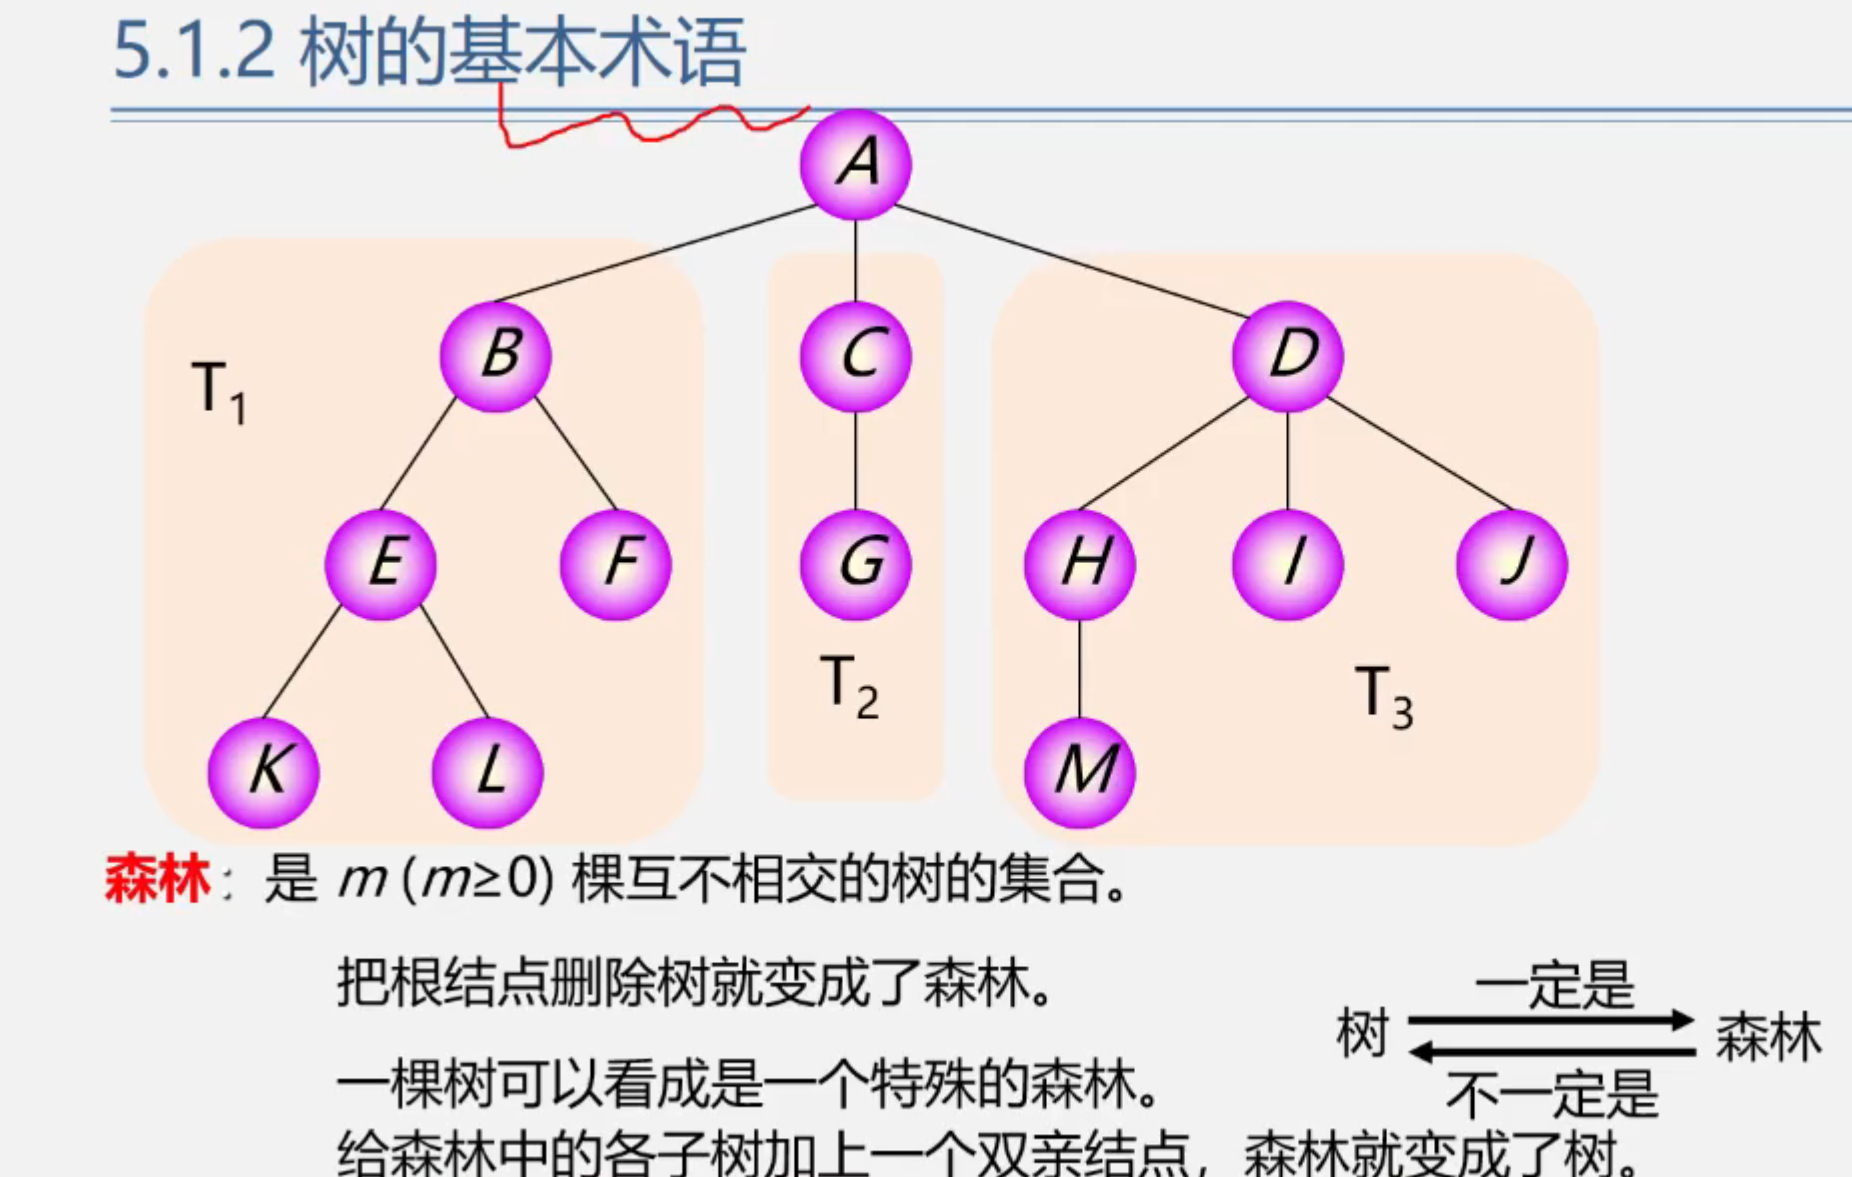 5.1.2 树的基本术语
A
B C D
T1
E F G H I J
T2 T3
K L M
森林：是 m (m≥0) 棵互不相交的树的集合。
把根结点删除树就变成了森林。
一定是
树 森林
一棵树可以看成是一个特殊的森林。
不一定是
给森林中的各子树加上一个双亲结点，森林就变成了树。